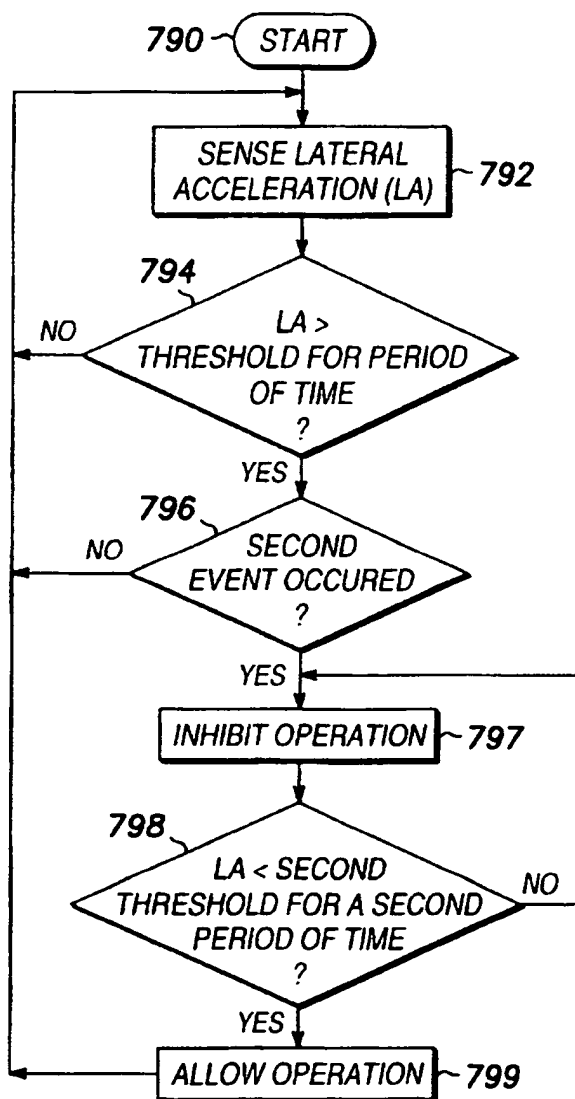 790
START
SENSE LATERAL
ACCELERATION (LA)
792
794
NO
LA >
THRESHOLD FOR PERIOD
OF TIME
?
YES
796
NO
SECOND
EVENT OCCURED
?
YES
INHIBIT OPERATION
797
798
LA < SECOND
THRESHOLD FOR A SECOND
PERIOD OF TIME
?
NO
YES
ALLOW OPERATION
799